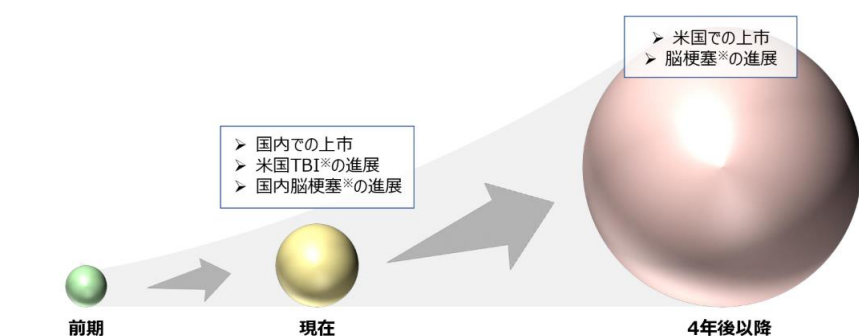 ➢ 米国での上市
➢ 脳梗塞※の進展
➢ 国内での上市
➢ 米国TBI※の進展
➢ 国内脳梗塞※の進展
前期
現在
4年後以降